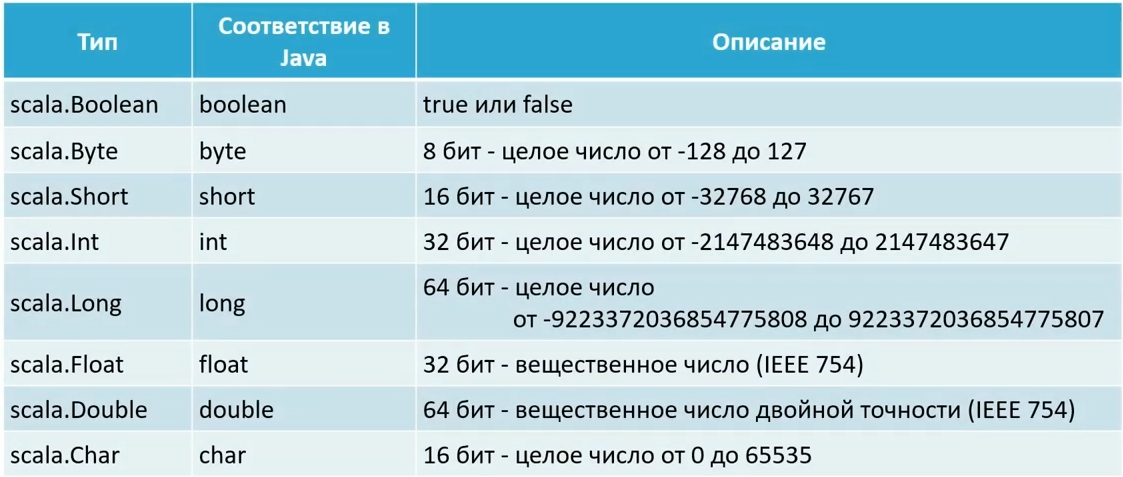 Тип
Соответствие в
Java
Описание
scala.Boolean boolean true или false
scala.Byte byte 8 бит - целое число от -128 до 127
scala.Short short 16 бит - целое число от -32768 до 32767
scala.Int int 32 бит - целое число от -2147483648 до 2147483647
scala.Long long 64 бит - целое число
от -9223372036854775808 до 9223372036854775807
scala.Float float 32 бит - вещественное число (IEEE 754)
scala.Double double 64 бит - вещественное число двойной точности (IEEE 754)
scala.Char char 16 бит - целое число от 0 до 65535